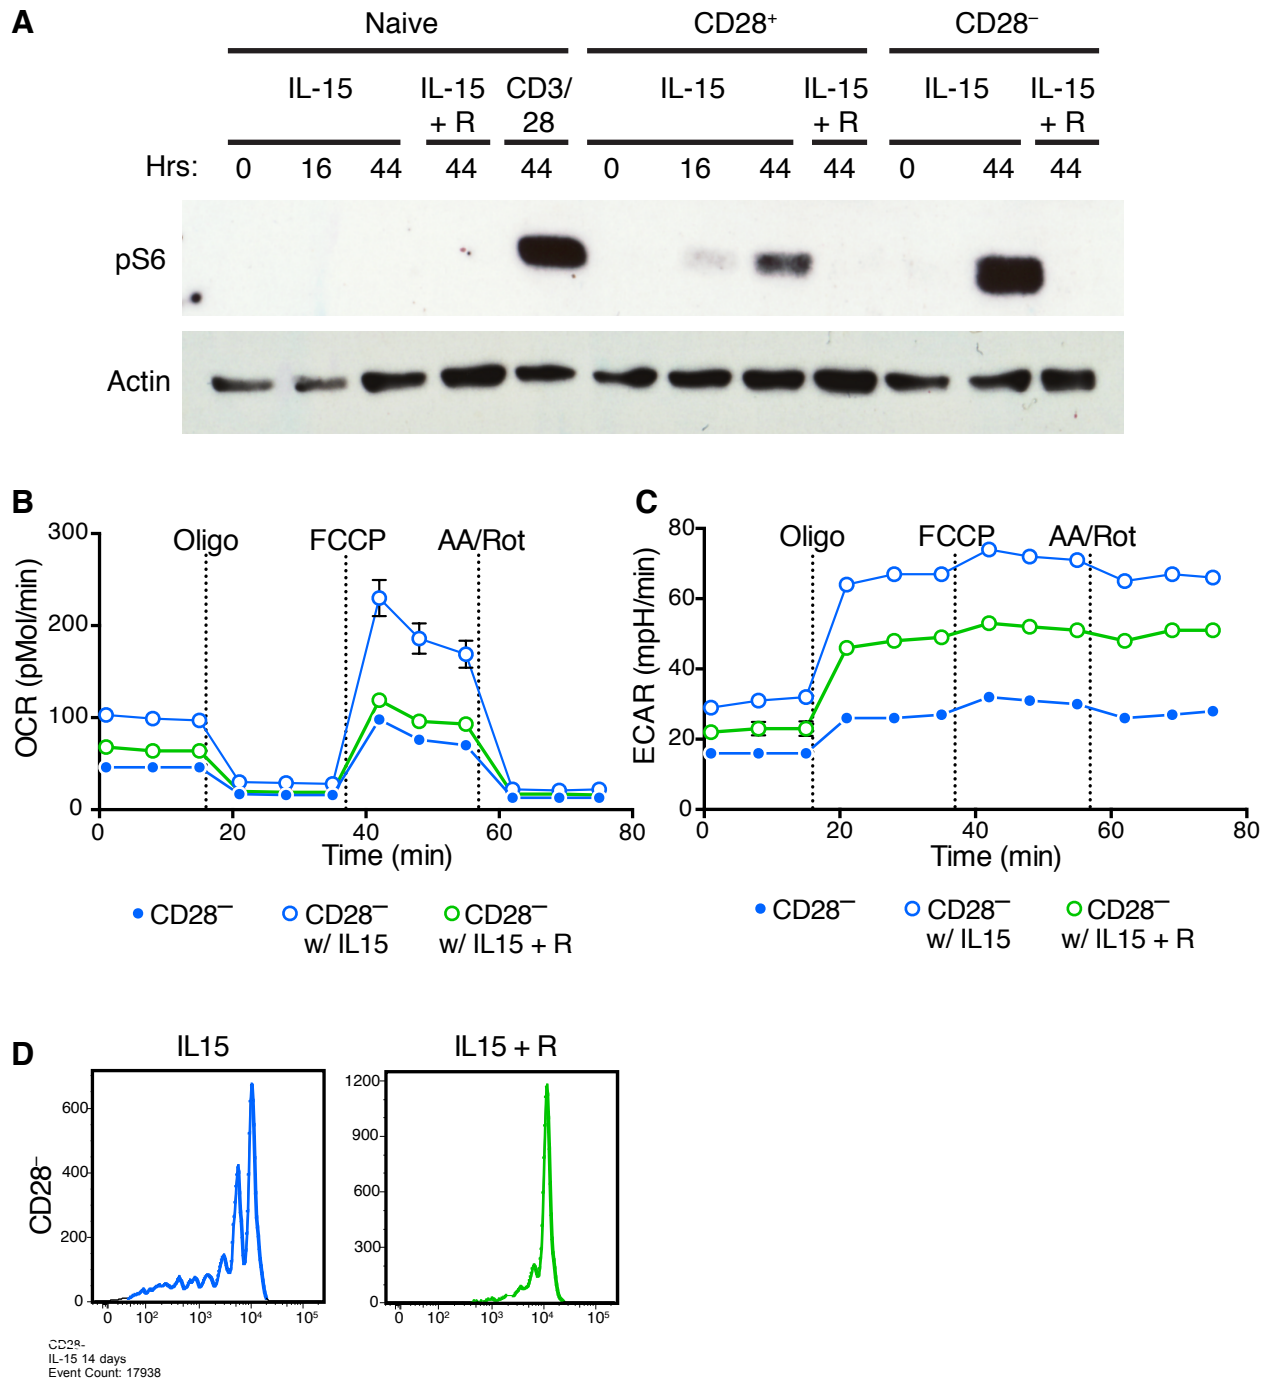 A
Naive CD28+ CD28–
IL-15 IL-15 CD3/ IL-15 IL-15 IL-15 IL-15
+ R 28 + R + R
Hrs: 0 16 44 44 44 0 16 44 44 0 44 44
pS6
Actin
B
OCR (pMol/min)
300
200
100
0
Oligo FCCP AA/Rot
0 20 40 60 80
Time (min)
CD28– CD28– CD28–
w/ IL15 w/ IL15 + R
C
ECAR (mpH/min)
80
60
40
20
0
Oligo FCCP AA/Rot
0 20 40 60 80
Time (min)
CD28– CD28– CD28–
w/ IL15 w/ IL15 + R
D
IL15 IL15 + R
CD28–
600
400
200
0
0 10² 10³ 10⁴ 10⁵
1200
900
600
300
0
0 10² 10³ 10⁴ 10⁵
CD28-
IL-15 14 days
Event Count: 17938